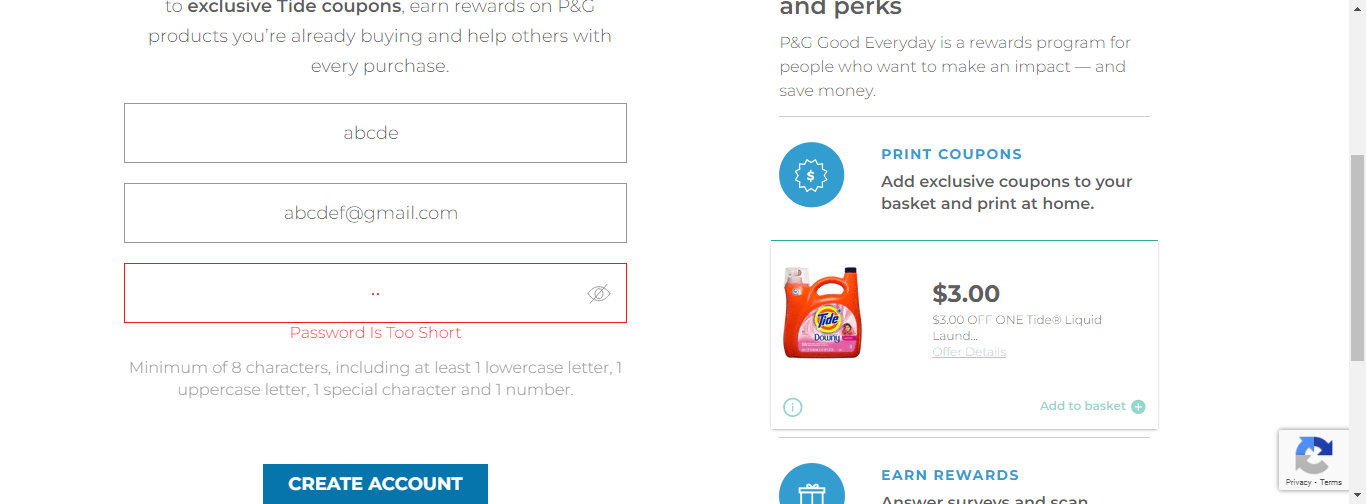 to exclusive Tide coupons, earn rewards on P&G
products you’re already buying and help others with
every purchase.
abcde
abcdef@gmail.com
Password Is Too Short
Minimum of 8 characters, including at least 1 lowercase letter, 1
uppercase letter, 1 special character and 1 number.
CREATE ACCOUNT
and perks
P&G Good Everyday is a rewards program for
people who want to make an impact — and
save money.
$
PRINT COUPONS
Add exclusive coupons to your
basket and print at home.
Tide
Downy
$3.00
$3.00 OFF ONE Tide® Liquid
Laund...
Offer Details
Add to basket
EARN REWARDS
Answer surveys and scan
Privacy - Terms